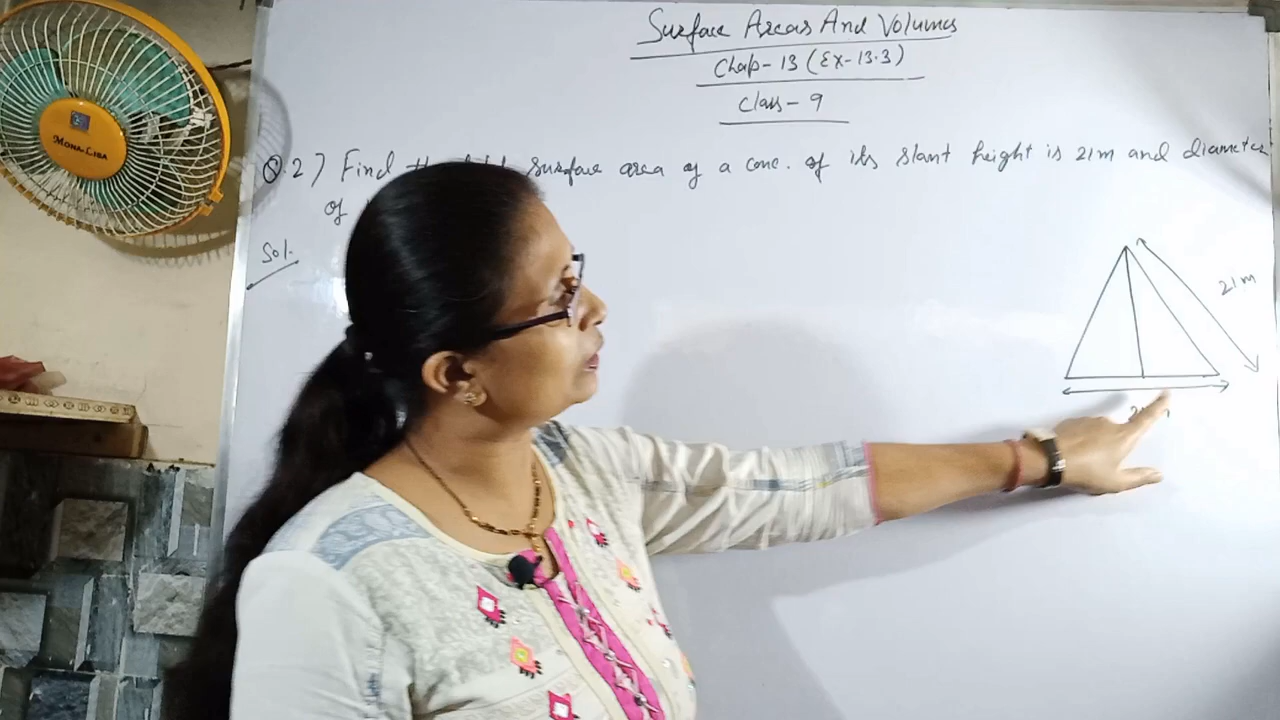 Surface Areas And Volumes
Chap-13 (Ex-13.3)
Class-9
Q.2) Find surface area of a cone. of its slant height is 21m and diameter
of
Sol.
21m
MONA-LISA